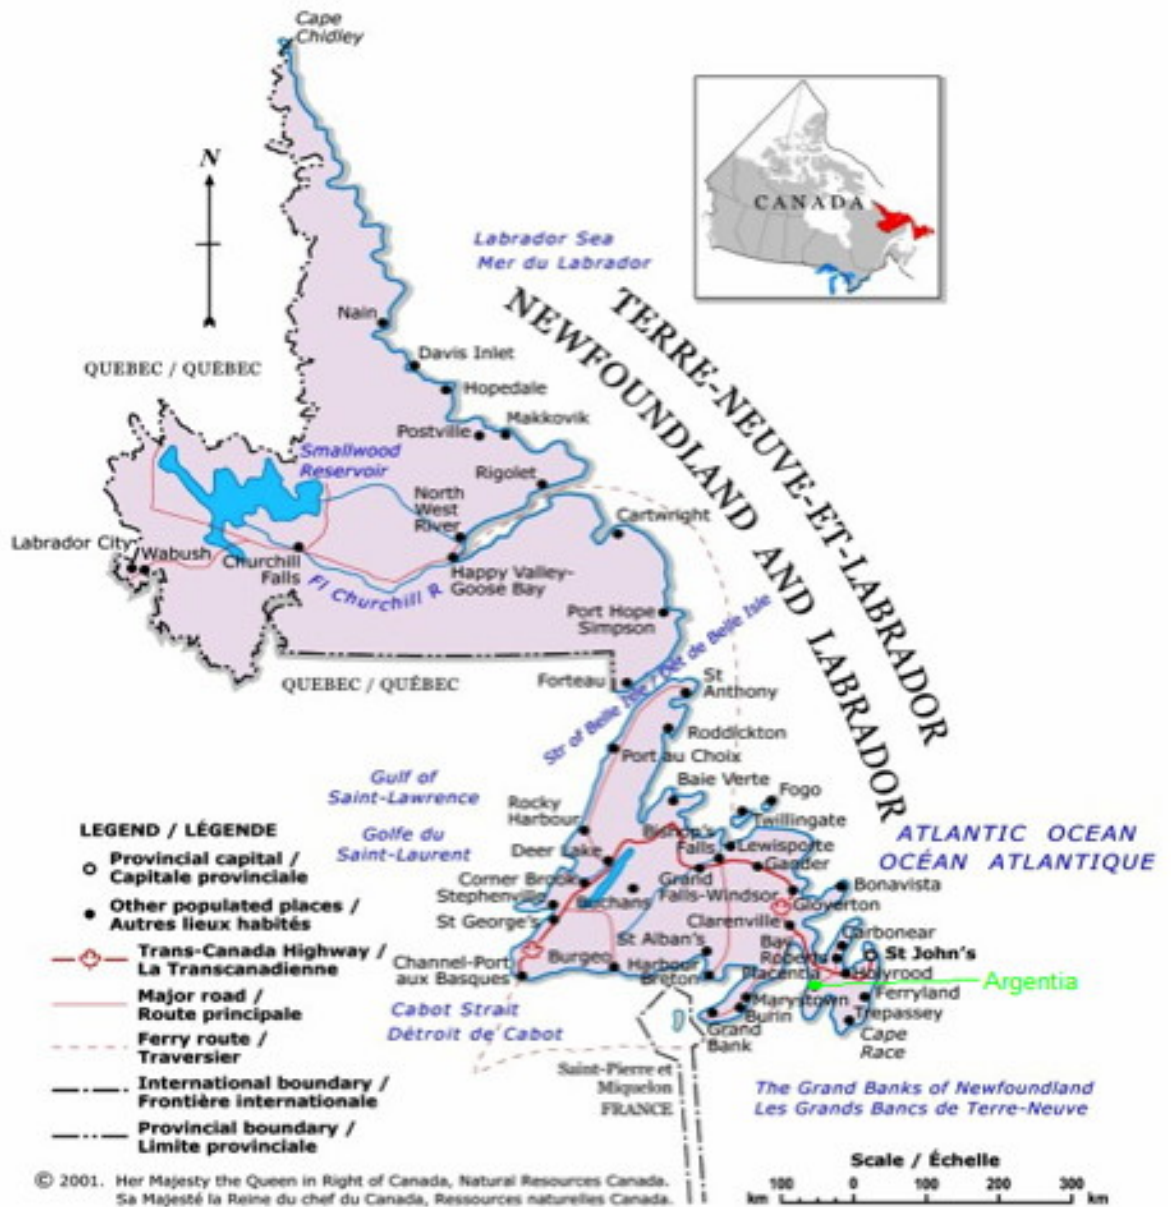 Cape
Chidley
N
CANADA
Labrador Sea
Mer du Labrador
TERRE-NEUVE-ET-LABRADOR
NEWFOUNDLAND AND LABRADOR
Nain
Davis Inlet
QUEBEC / QUÉBEC
Hopedale
Makkovik
Postville
Smallwood
Reservoir
Rigolet
North
West
River
Cartwright
Labrador City
Wabush
Churchill
Falls
Fl Churchill R
Happy Valley-
Goose Bay
Port Hope
Simpson
Str of Belle Isle / Dét de Belle Isle
QUEBEC / QUÉBEC
Forteau
St
Anthony
Roddickton
Port au Choix
Gulf of
Saint-Lawrence
Golfe du
Saint-Laurent
Baie Verte
Fogo
Twillingate
Rocky
Harbour
Bishop's
Falls
Lewisporte
Deer Lake
Gander
ATLANTIC OCEAN
OCÉAN ATLANTIQUE
Corner Brook
Grand
Falls-Windsor
Bonavista
Stephenville
Buchans
Gloverton
St George's
Clarenville
Carbonear
St Alban's
Bay
Roberts
St John's
Channel-Port
aux Basques
Burgeo
Harbour
Breton
Placentia
Holyrood
Argentia
Marystown
Ferryland
Burin
Trepassey
Grand
Bank
Cape
Race
Cabot Strait
Détroit de Cabot
Saint-Pierre et
Miquelon
FRANCE
The Grand Banks of Newfoundland
Les Grands Bancs de Terre-Neuve
LEGEND / LÉGENDE
Provincial capital /
Capitale provinciale
Other populated places /
Autres lieux habités
Trans-Canada Highway /
La Transcanadienne
Major road /
Route principale
Ferry route /
Traversier
International boundary /
Frontière internationale
Provincial boundary /
Limite provinciale
Scale / Échelle
km 100 0 100 200 300 km
© 2001. Her Majesty the Queen in Right of Canada, Natural Resources Canada.
Sa Majesté la Reine du chef du Canada, Ressources naturelles Canada.